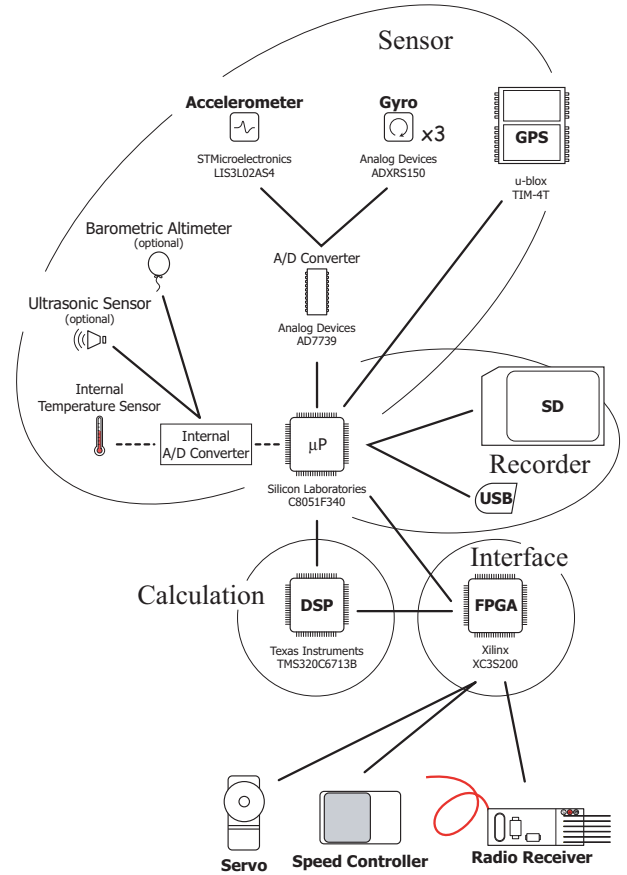 Sensor
Accelerometer
STMicroelectronics
LIS3L02AS4
Gyro
x3
Analog Devices
ADXRS150
GPS
u-blox
TIM-4T
Barometric Altimeter
(optional)
A/D Converter
Analog Devices
AD7739
Ultrasonic Sensor
(optional)
Internal
Temperature Sensor
Internal
A/D Converter
μP
Silicon Laboratories
C8051F340
SD
Recorder
USB
Interface
Calculation
DSP
Texas Instruments
TMS320C6713B
FPGA
Xilinx
XC3S200
Servo
Speed Controller
Radio Receiver